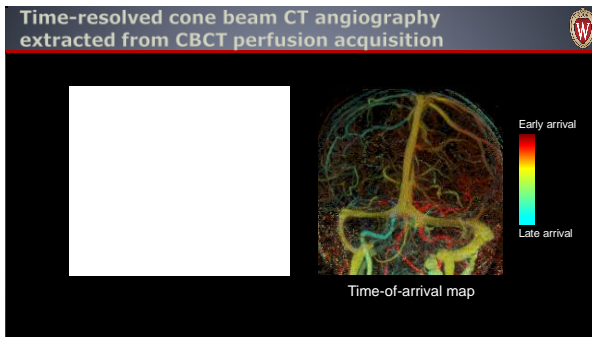 Time-resolved cone beam CT angiography
extracted from CBCT perfusion acquisition
W
Early arrival
Late arrival
Time-of-arrival map